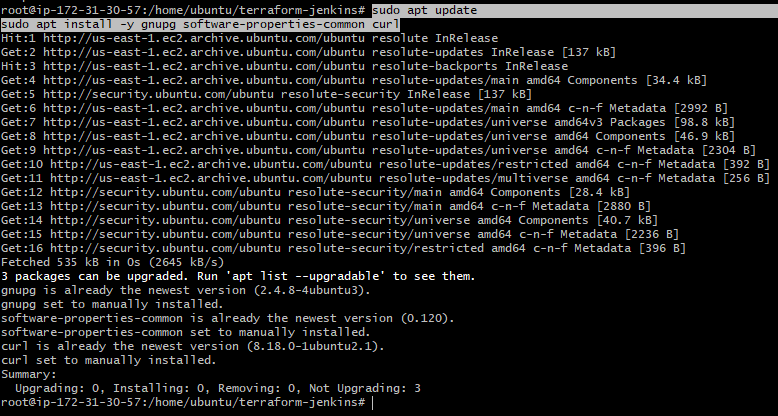 root@ip-172-31-30-57:/home/ubuntu/terraform-jenkins# sudo apt update
sudo apt install -y gnupg software-properties-common curl
Hit:1 http://us-east-1.ec2.archive.ubuntu.com/ubuntu resolute InRelease
Get:2 http://us-east-1.ec2.archive.ubuntu.com/ubuntu resolute-updates InRelease [137 kB]
Hit:3 http://us-east-1.ec2.archive.ubuntu.com/ubuntu resolute-backports InRelease
Get:4 http://us-east-1.ec2.archive.ubuntu.com/ubuntu resolute-updates/main amd64 Components [34.4 kB]
Get:5 http://security.ubuntu.com/ubuntu resolute-security InRelease [137 kB]
Get:6 http://us-east-1.ec2.archive.ubuntu.com/ubuntu resolute-updates/main amd64 c-n-f Metadata [2992 B]
Get:7 http://us-east-1.ec2.archive.ubuntu.com/ubuntu resolute-updates/universe amd64v3 Packages [98.8 kB]
Get:8 http://us-east-1.ec2.archive.ubuntu.com/ubuntu resolute-updates/universe amd64 Components [46.9 kB]
Get:9 http://us-east-1.ec2.archive.ubuntu.com/ubuntu resolute-updates/universe amd64 c-n-f Metadata [2304 B]
Get:10 http://us-east-1.ec2.archive.ubuntu.com/ubuntu resolute-updates/restricted amd64 c-n-f Metadata [392 B]
Get:11 http://us-east-1.ec2.archive.ubuntu.com/ubuntu resolute-updates/multiverse amd64 c-n-f Metadata [256 B]
Get:12 http://security.ubuntu.com/ubuntu resolute-security/main amd64 Components [28.4 kB]
Get:13 http://security.ubuntu.com/ubuntu resolute-security/main amd64 c-n-f Metadata [2880 B]
Get:14 http://security.ubuntu.com/ubuntu resolute-security/universe amd64 Components [40.7 kB]
Get:15 http://security.ubuntu.com/ubuntu resolute-security/universe amd64 c-n-f Metadata [2236 B]
Get:16 http://security.ubuntu.com/ubuntu resolute-security/restricted amd64 c-n-f Metadata [396 B]
Fetched 535 kB in 0s (2645 kB/s)
3 packages can be upgraded. Run 'apt list --upgradable' to see them.
gnupg is already the newest version (2.4.8-4ubuntu3).
gnupg set to manually installed.
software-properties-common is already the newest version (0.120).
software-properties-common set to manually installed.
curl is already the newest version (8.18.0-1ubuntu2.1).
curl set to manually installed.
Summary:
  Upgrading: 0, Installing: 0, Removing: 0, Not Upgrading: 3
root@ip-172-31-30-57:/home/ubuntu/terraform-jenkins#